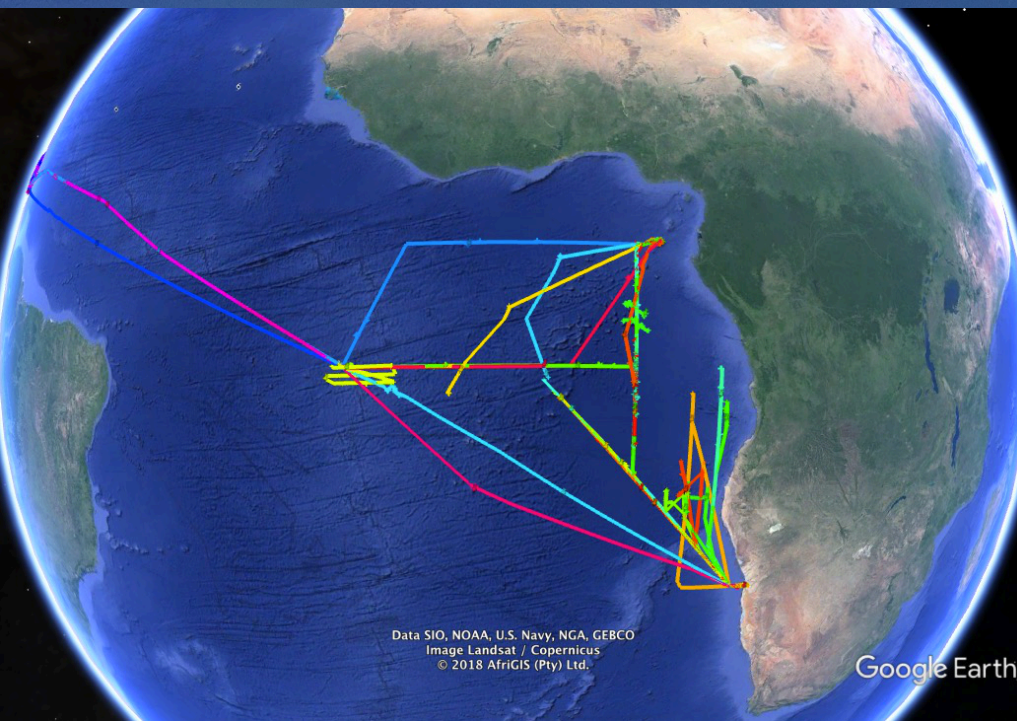 Data SIO, NOAA, U.S. Navy, NGA, GEBCO
Image Landsat / Copernicus
© 2018 AfriGIS (Pty) Ltd.
Google Earth